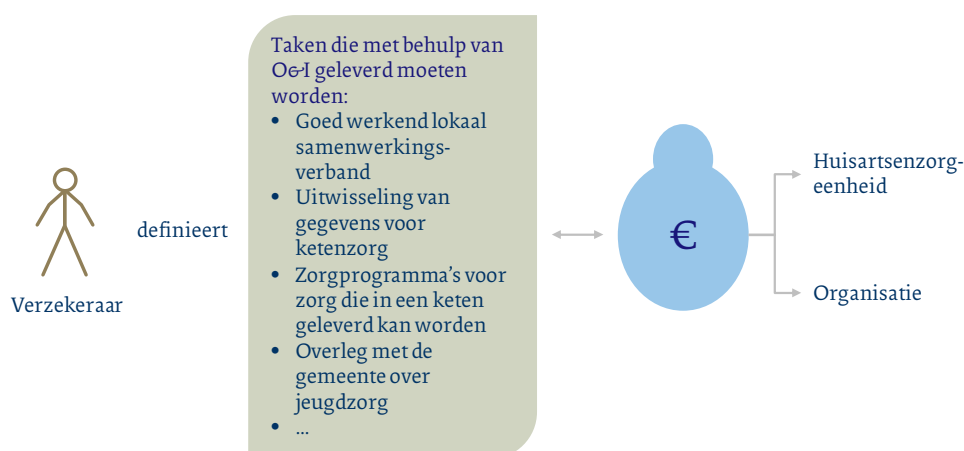 Verzekeraar
definieert
Taken die met behulp van
O&I geleverd moeten
worden:
• Goed werkend lokaal
samenwerkings-
verband
• Uitwisseling van
gegevens voor
ketenzorg
• Zorgprogramma’s voor
zorg die in een keten
geleverd kan worden
• Overleg met de
gemeente over
jeugdzorg
• ...
€
Huisartsenzorg-
eenheid
Organisatie